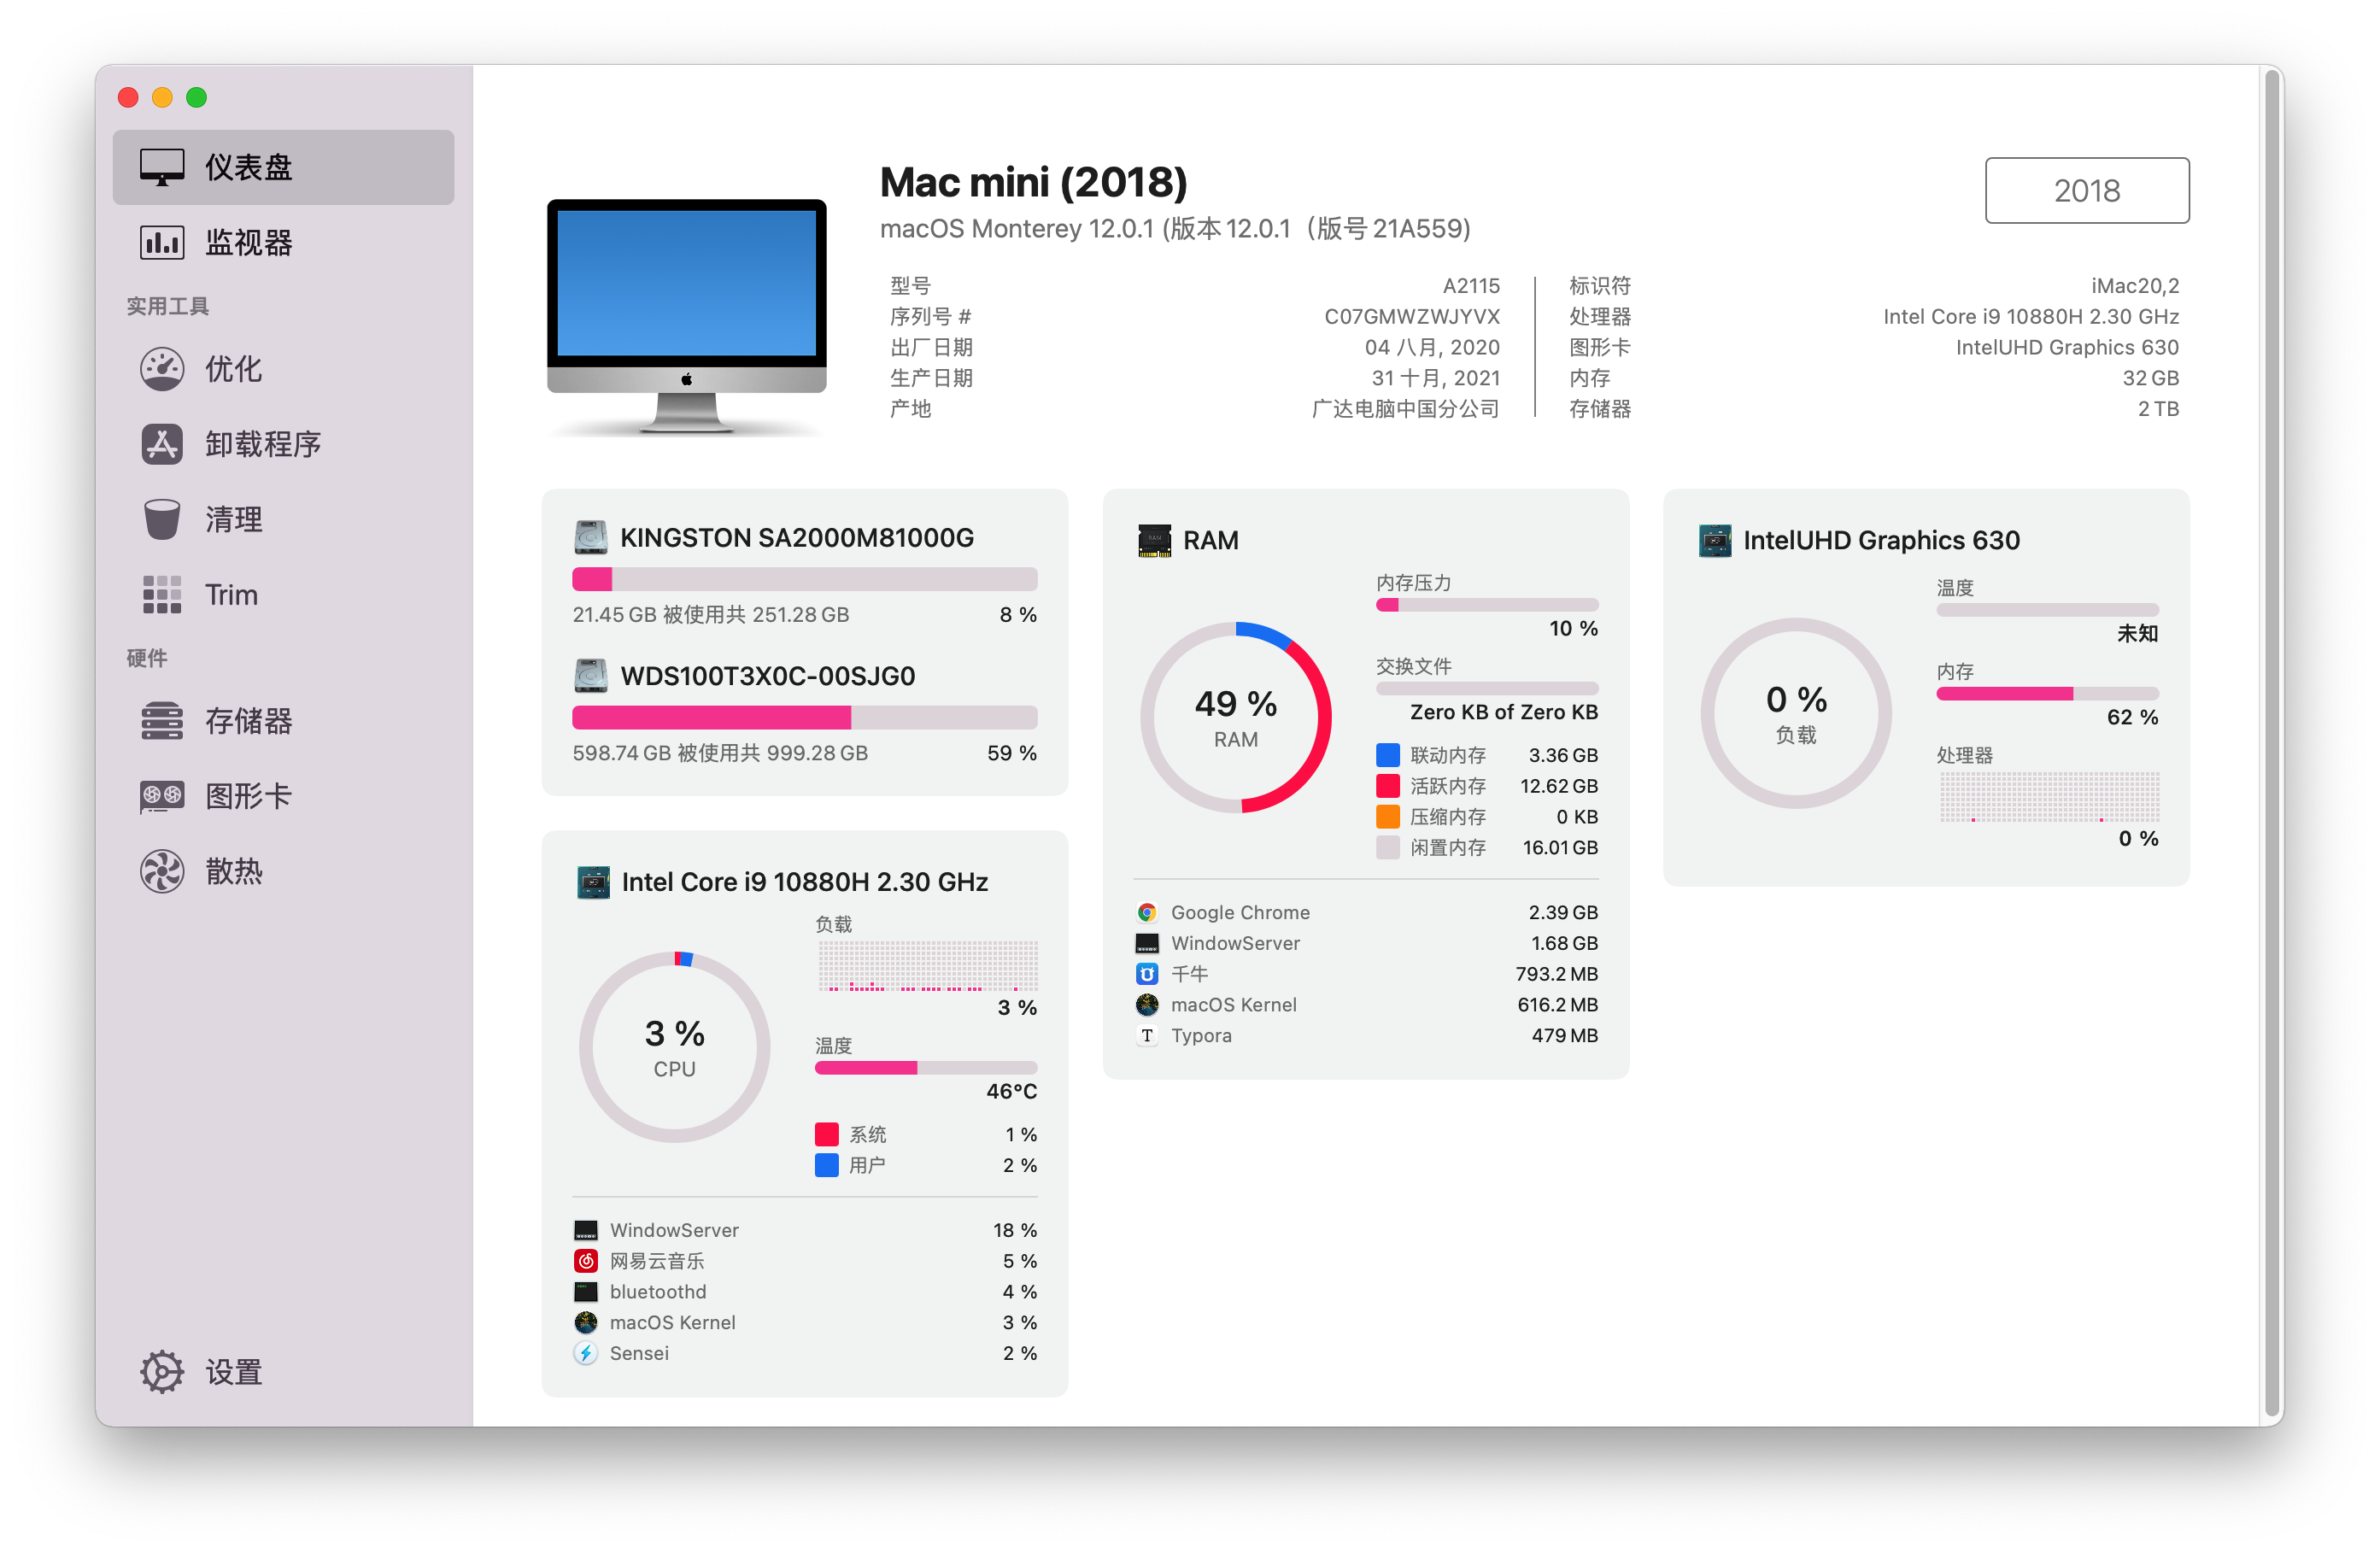 仪表盘
监视器
实用工具
优化
卸载程序
清理
Trim
硬件
存储器
图形卡
散热
设置
Mac mini (2018)
macOS Monterey 12.0.1 (版本 12.0.1（版号 21A559)
2018
型号 A2115
序列号 # C07GMWZWJYVX
出厂日期 04 八月, 2020
生产日期 31 十月, 2021
产地 广达电脑中国分公司
标识符 iMac20,2
处理器 Intel Core i9 10880H 2.30 GHz
图形卡 IntelUHD Graphics 630
内存 32 GB
存储器 2 TB
KINGSTON SA2000M81000G
21.45 GB 被使用共 251.28 GB 8 %
WDS100T3X0C-00SJG0
598.74 GB 被使用共 999.28 GB 59 %
Intel Core i9 10880H 2.30 GHz
3 %
CPU
负载
3 %
温度
46°C
系统 1 %
用户 2 %
WindowServer 18 %
网易云音乐 5 %
bluetoothd 4 %
macOS Kernel 3 %
Sensei 2 %
RAM
49 %
RAM
内存压力
10 %
交换文件
Zero KB of Zero KB
联动内存 3.36 GB
活跃内存 12.62 GB
压缩内存 0 KB
闲置内存 16.01 GB
Google Chrome 2.39 GB
WindowServer 1.68 GB
千牛 793.2 MB
macOS Kernel 616.2 MB
Typora 479 MB
IntelUHD Graphics 630
0 %
负载
温度
未知
内存
62 %
处理器
0 %